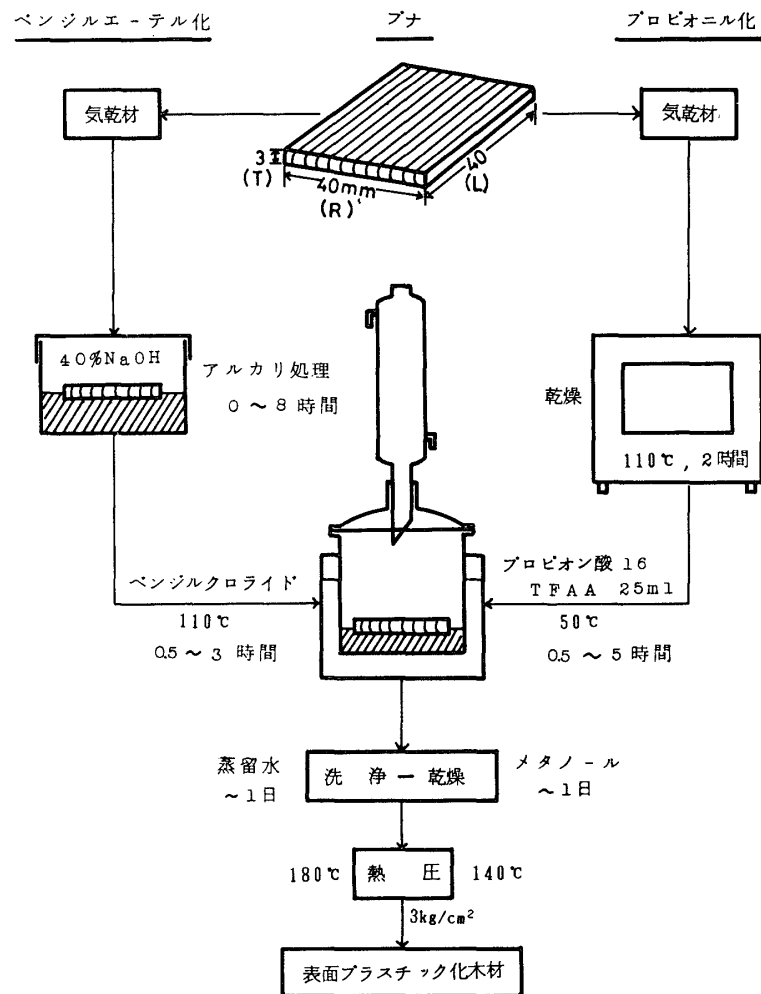 ベンジルエーテル化
ブナ
プロピオニル化
気乾材
気乾材
3
(T)
40mm
(R)
40
(L)
40%NaOH
アルカリ処理
0～8時間
乾燥
110℃,2時間
ベンジルクロライド
110℃
0.5～3時間
プロピオン酸 16
TFAA 25ml
50℃
0.5～5時間
蒸留水
～1日
洗浄ー乾燥
メタノール
～1日
180℃
熱圧
140℃
3kg/cm²
表面プラスチック化木材